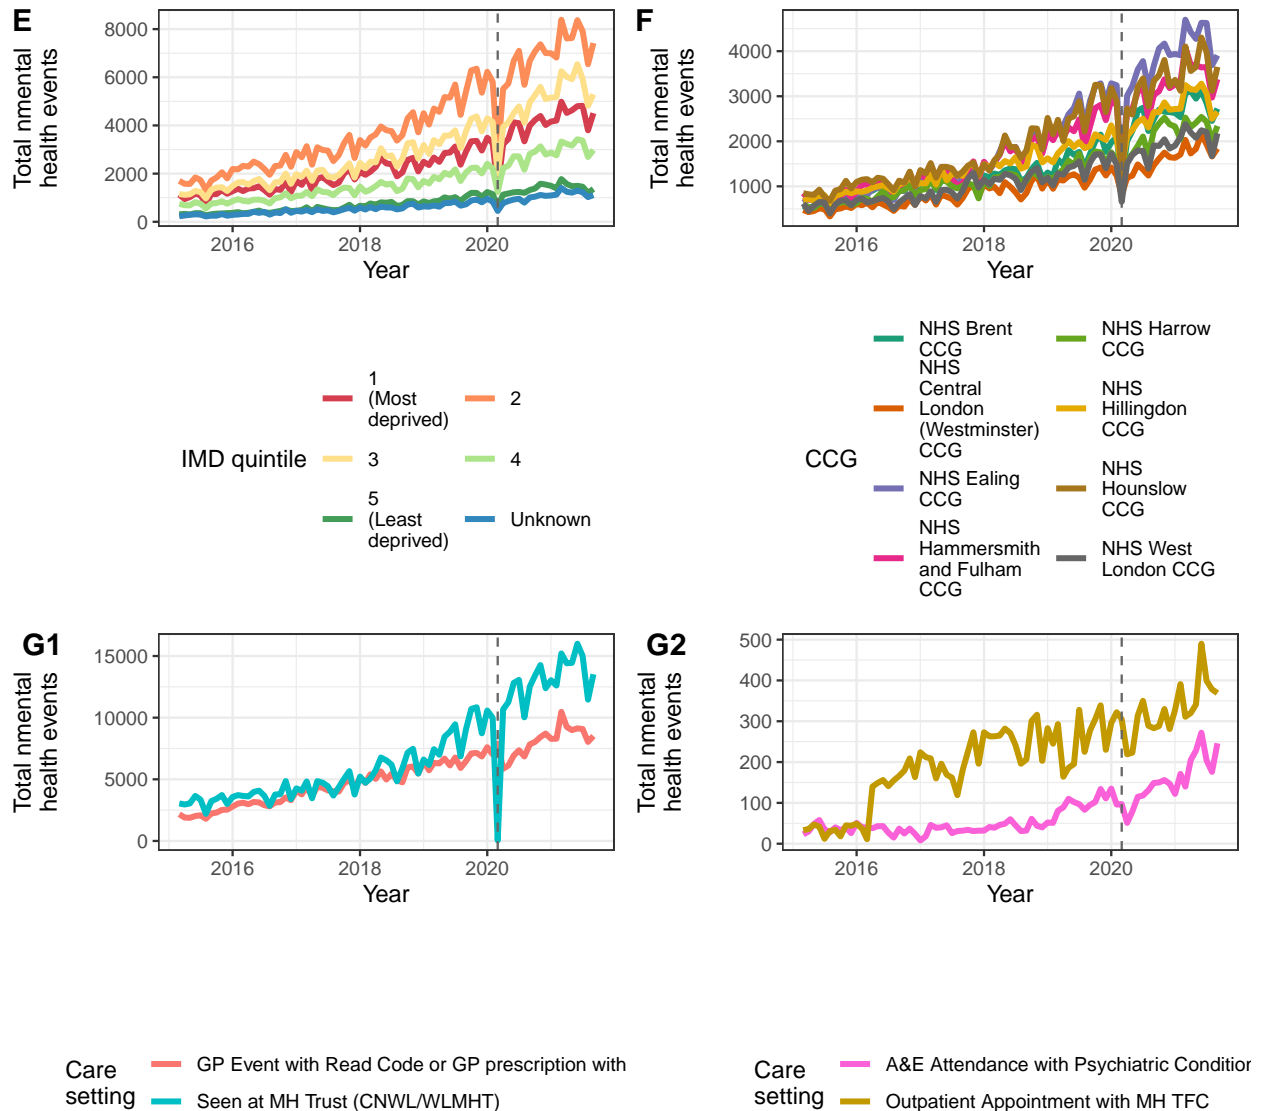 E
Total nmental
health events
8000
6000
4000
2000
0
2016
2018
2020
Year
F
Total nmental
health events
4000
3000
2000
1000
2016
2018
2020
Year
IMD quintile
1
(Most
deprived)
2
3
4
5
(Least
deprived)
Unknown
CCG
NHS Brent
CCG
NHS
Central
London
(Westminster)
CCG
NHS Ealing
CCG
NHS
Hammersmith
and Fulham
CCG
NHS Harrow
CCG
NHS
Hillingdon
CCG
NHS
Hounslow
CCG
NHS West
London CCG
G1
Total nmental
health events
15000
10000
5000
0
2016
2018
2020
Year
G2
Total nmental
health events
500
400
300
200
100
0
2016
2018
2020
Year
Care
setting
GP Event with Read Code or GP prescription with
Seen at MH Trust (CNWL/WLMHT)
Care
setting
A&E Attendance with Psychiatric Condition
Outpatient Appointment with MH TFC